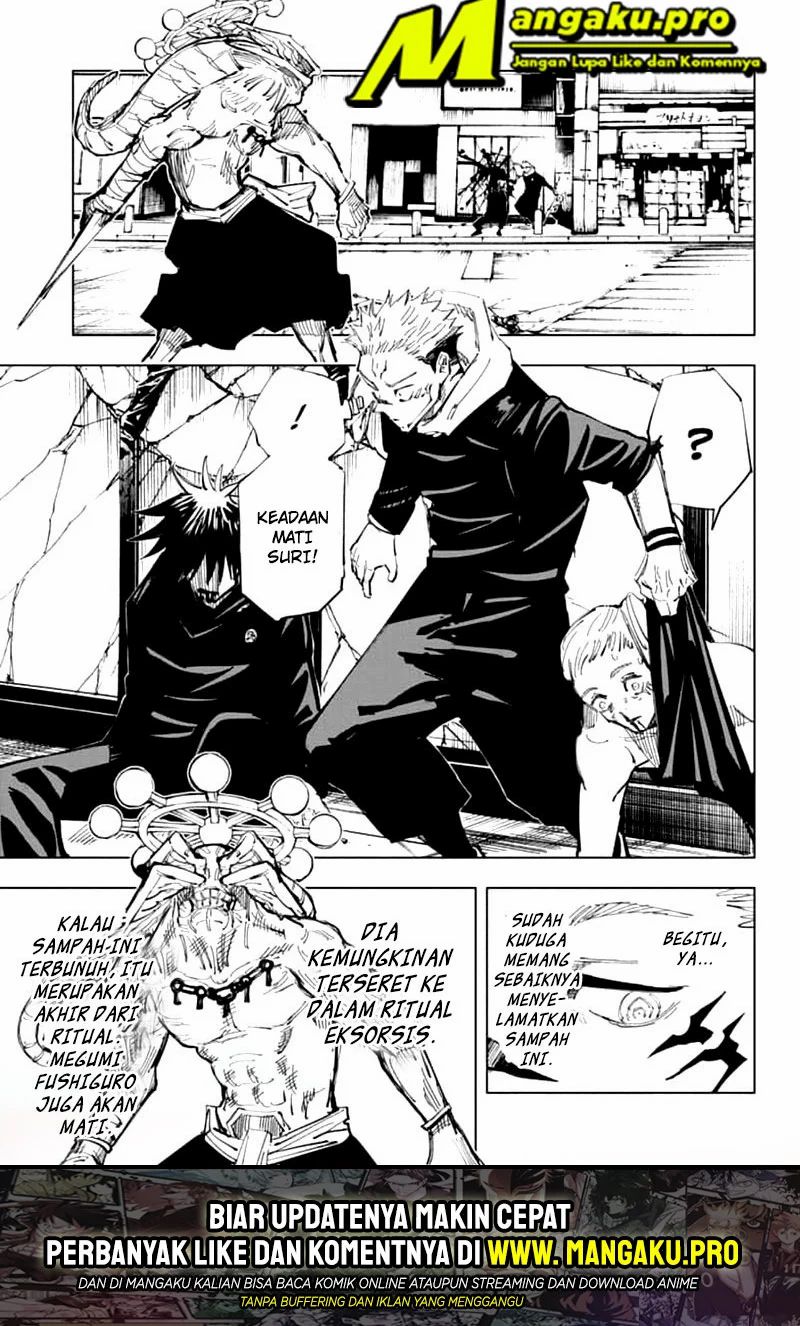 Mangaku.pro
Jangan Lupa Like dan Komennya
?
!
KEADAAN
MATI
SURI!
BEGITU,
YA...
SUDAH
KUDUGA
MEMANG
SEBAIKNYA
MENYE-
LAMATKAN
SAMPAH
INI.
DIA
KEMUNGKINAN
TERSERET KE
DALAM RITUAL
EKSORSIS.
KALAU
SAMPAH INI
TERBUNUH, ITU
MERUPAKAN
AKHIR DARI
RITUAL.
MEGUMI
FUSHIGURO
JUGA AKAN
MATI.
BIAR UPDATENYA MAKIN CEPAT
PERBANYAK LIKE DAN KOMENTNYA DI WWW. MANGAKU.PRO
DAN DI MANGAKU KALIAN BISA BACA KOMIK ONLINE ATAUPUN STREAMING DAN DOWNLOAD ANIME
TANPA BUFFERING DAN IKLAN YANG MENGGANGU